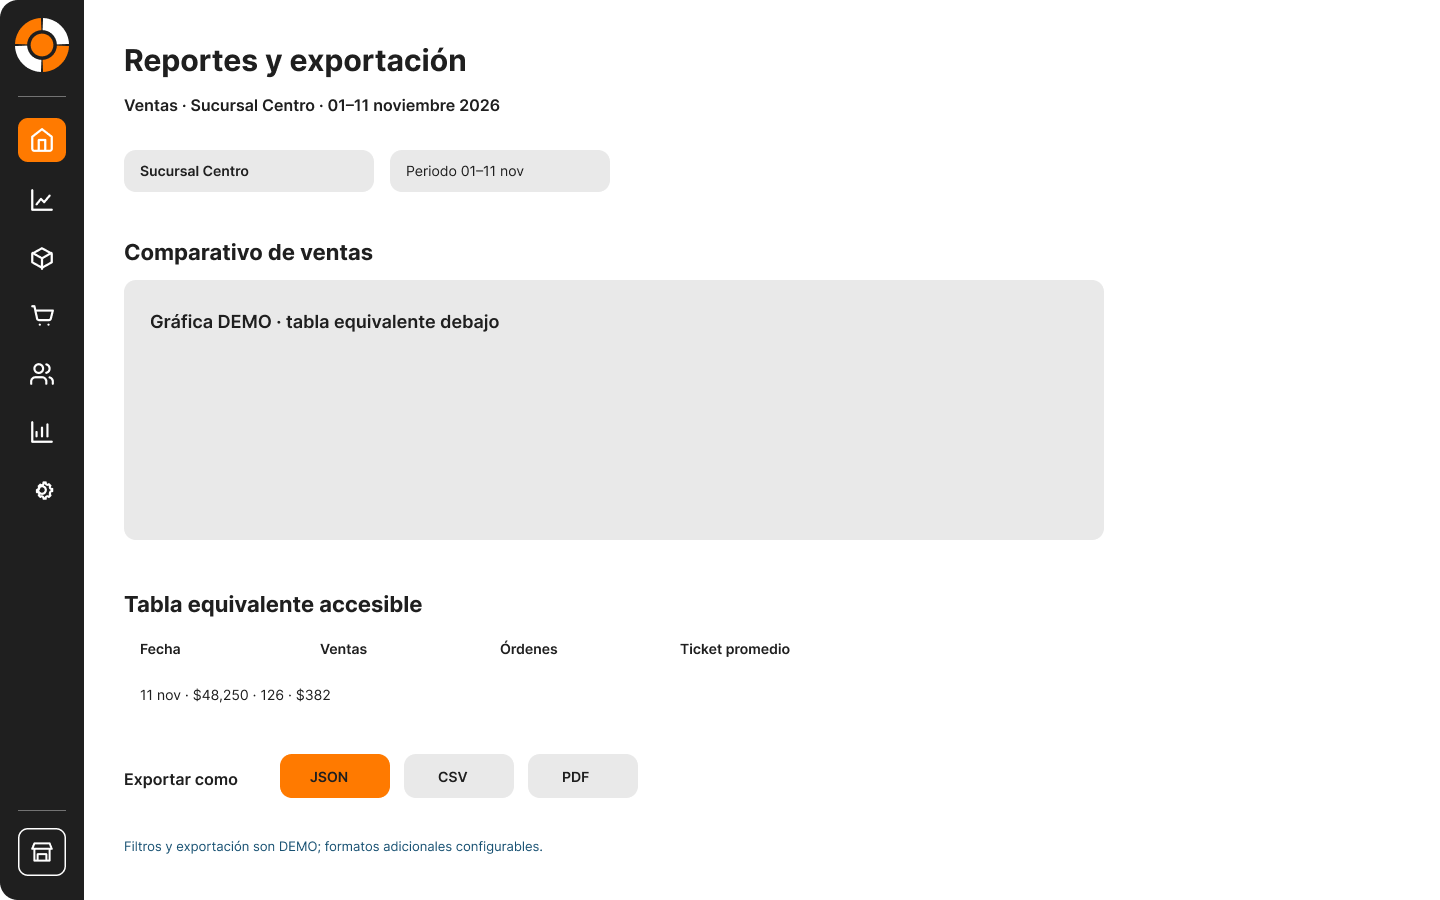 Reportes y exportación
Ventas · Sucursal Centro · 01–11 noviembre 2026
Sucursal Centro
Periodo 01–11 nov
Comparativo de ventas
Gráfica DEMO · tabla equivalente debajo
Tabla equivalente accesible
Fecha Ventas Órdenes Ticket promedio
11 nov · $48,250 · 126 · $382
Exportar como JSON CSV PDF
Filtros y exportación son DEMO; formatos adicionales configurables.